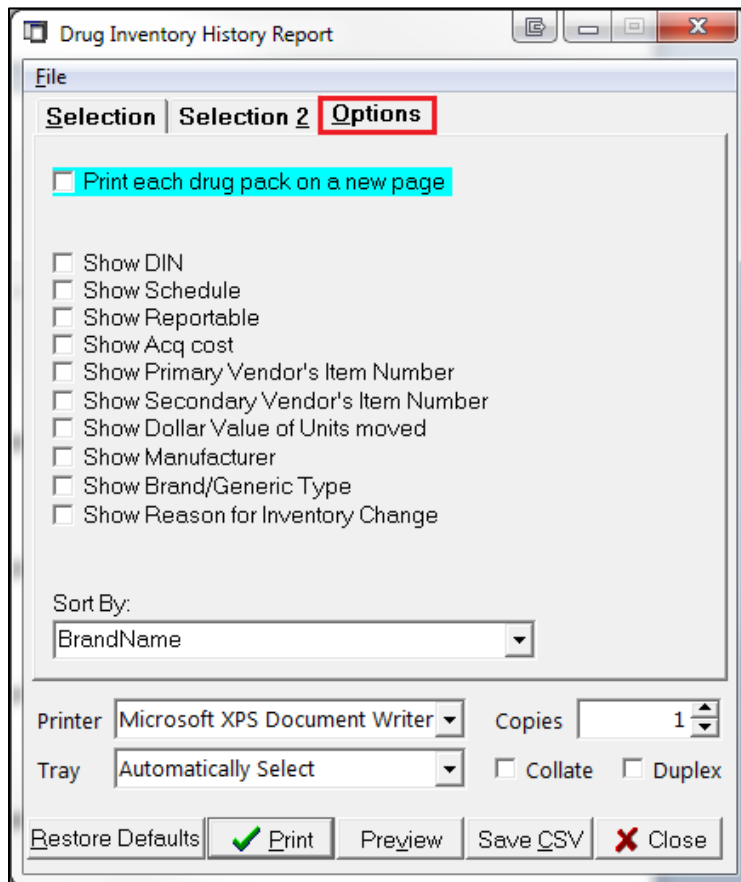 Drug Inventory History Report
File
Selection Selection 2 Options
Print each drug pack on a new page
Show DIN
Show Schedule
Show Reportable
Show Acq cost
Show Primary Vendor's Item Number
Show Secondary Vendor's Item Number
Show Dollar Value of Units moved
Show Manufacturer
Show Brand/Generic Type
Show Reason for Inventory Change
Sort By:
BrandName
Printer Microsoft XPS Document Writer Copies 1
Tray Automatically Select Collate Duplex
Restore Defaults Print Preview Save CSV Close